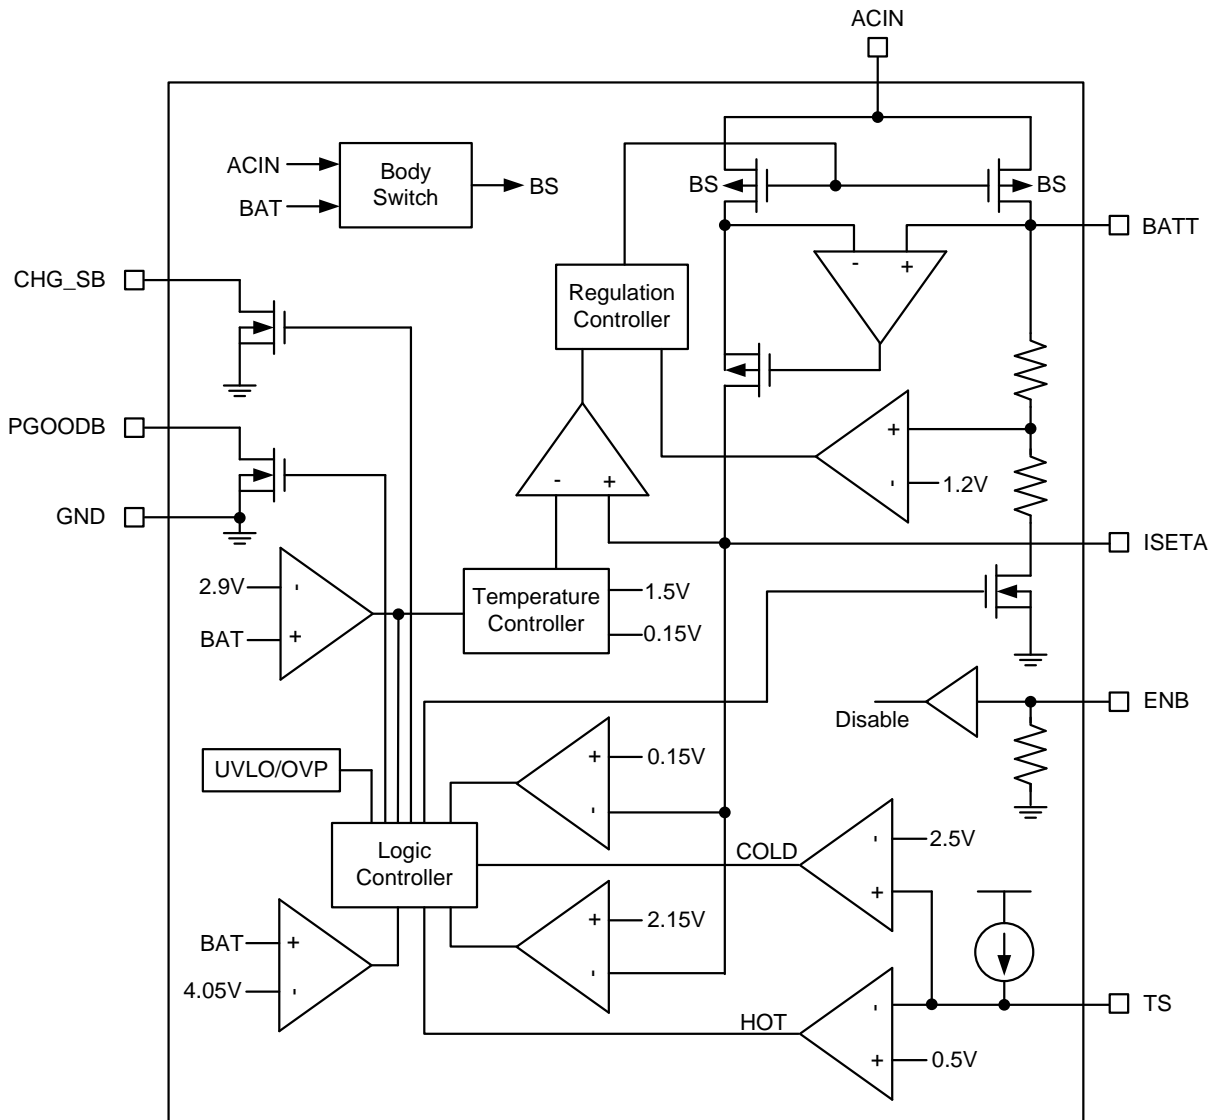 ACIN
ACIN
BAT
Body
Switch
BS
BS
BS
BATT
CHG_SB
Regulation
Controller
-
+
PGOODB
+
-
1.2V
-
+
GND
ISETA
2.9V
-
BAT
+
Temperature
Controller
1.5V
0.15V
Disable
ENB
UVLO/OVP
+
0.15V
-
Logic
Controller
COLD
-
2.5V
+
BAT
+
4.05V
-
+
2.15V
-
HOT
-
+
0.5V
TS